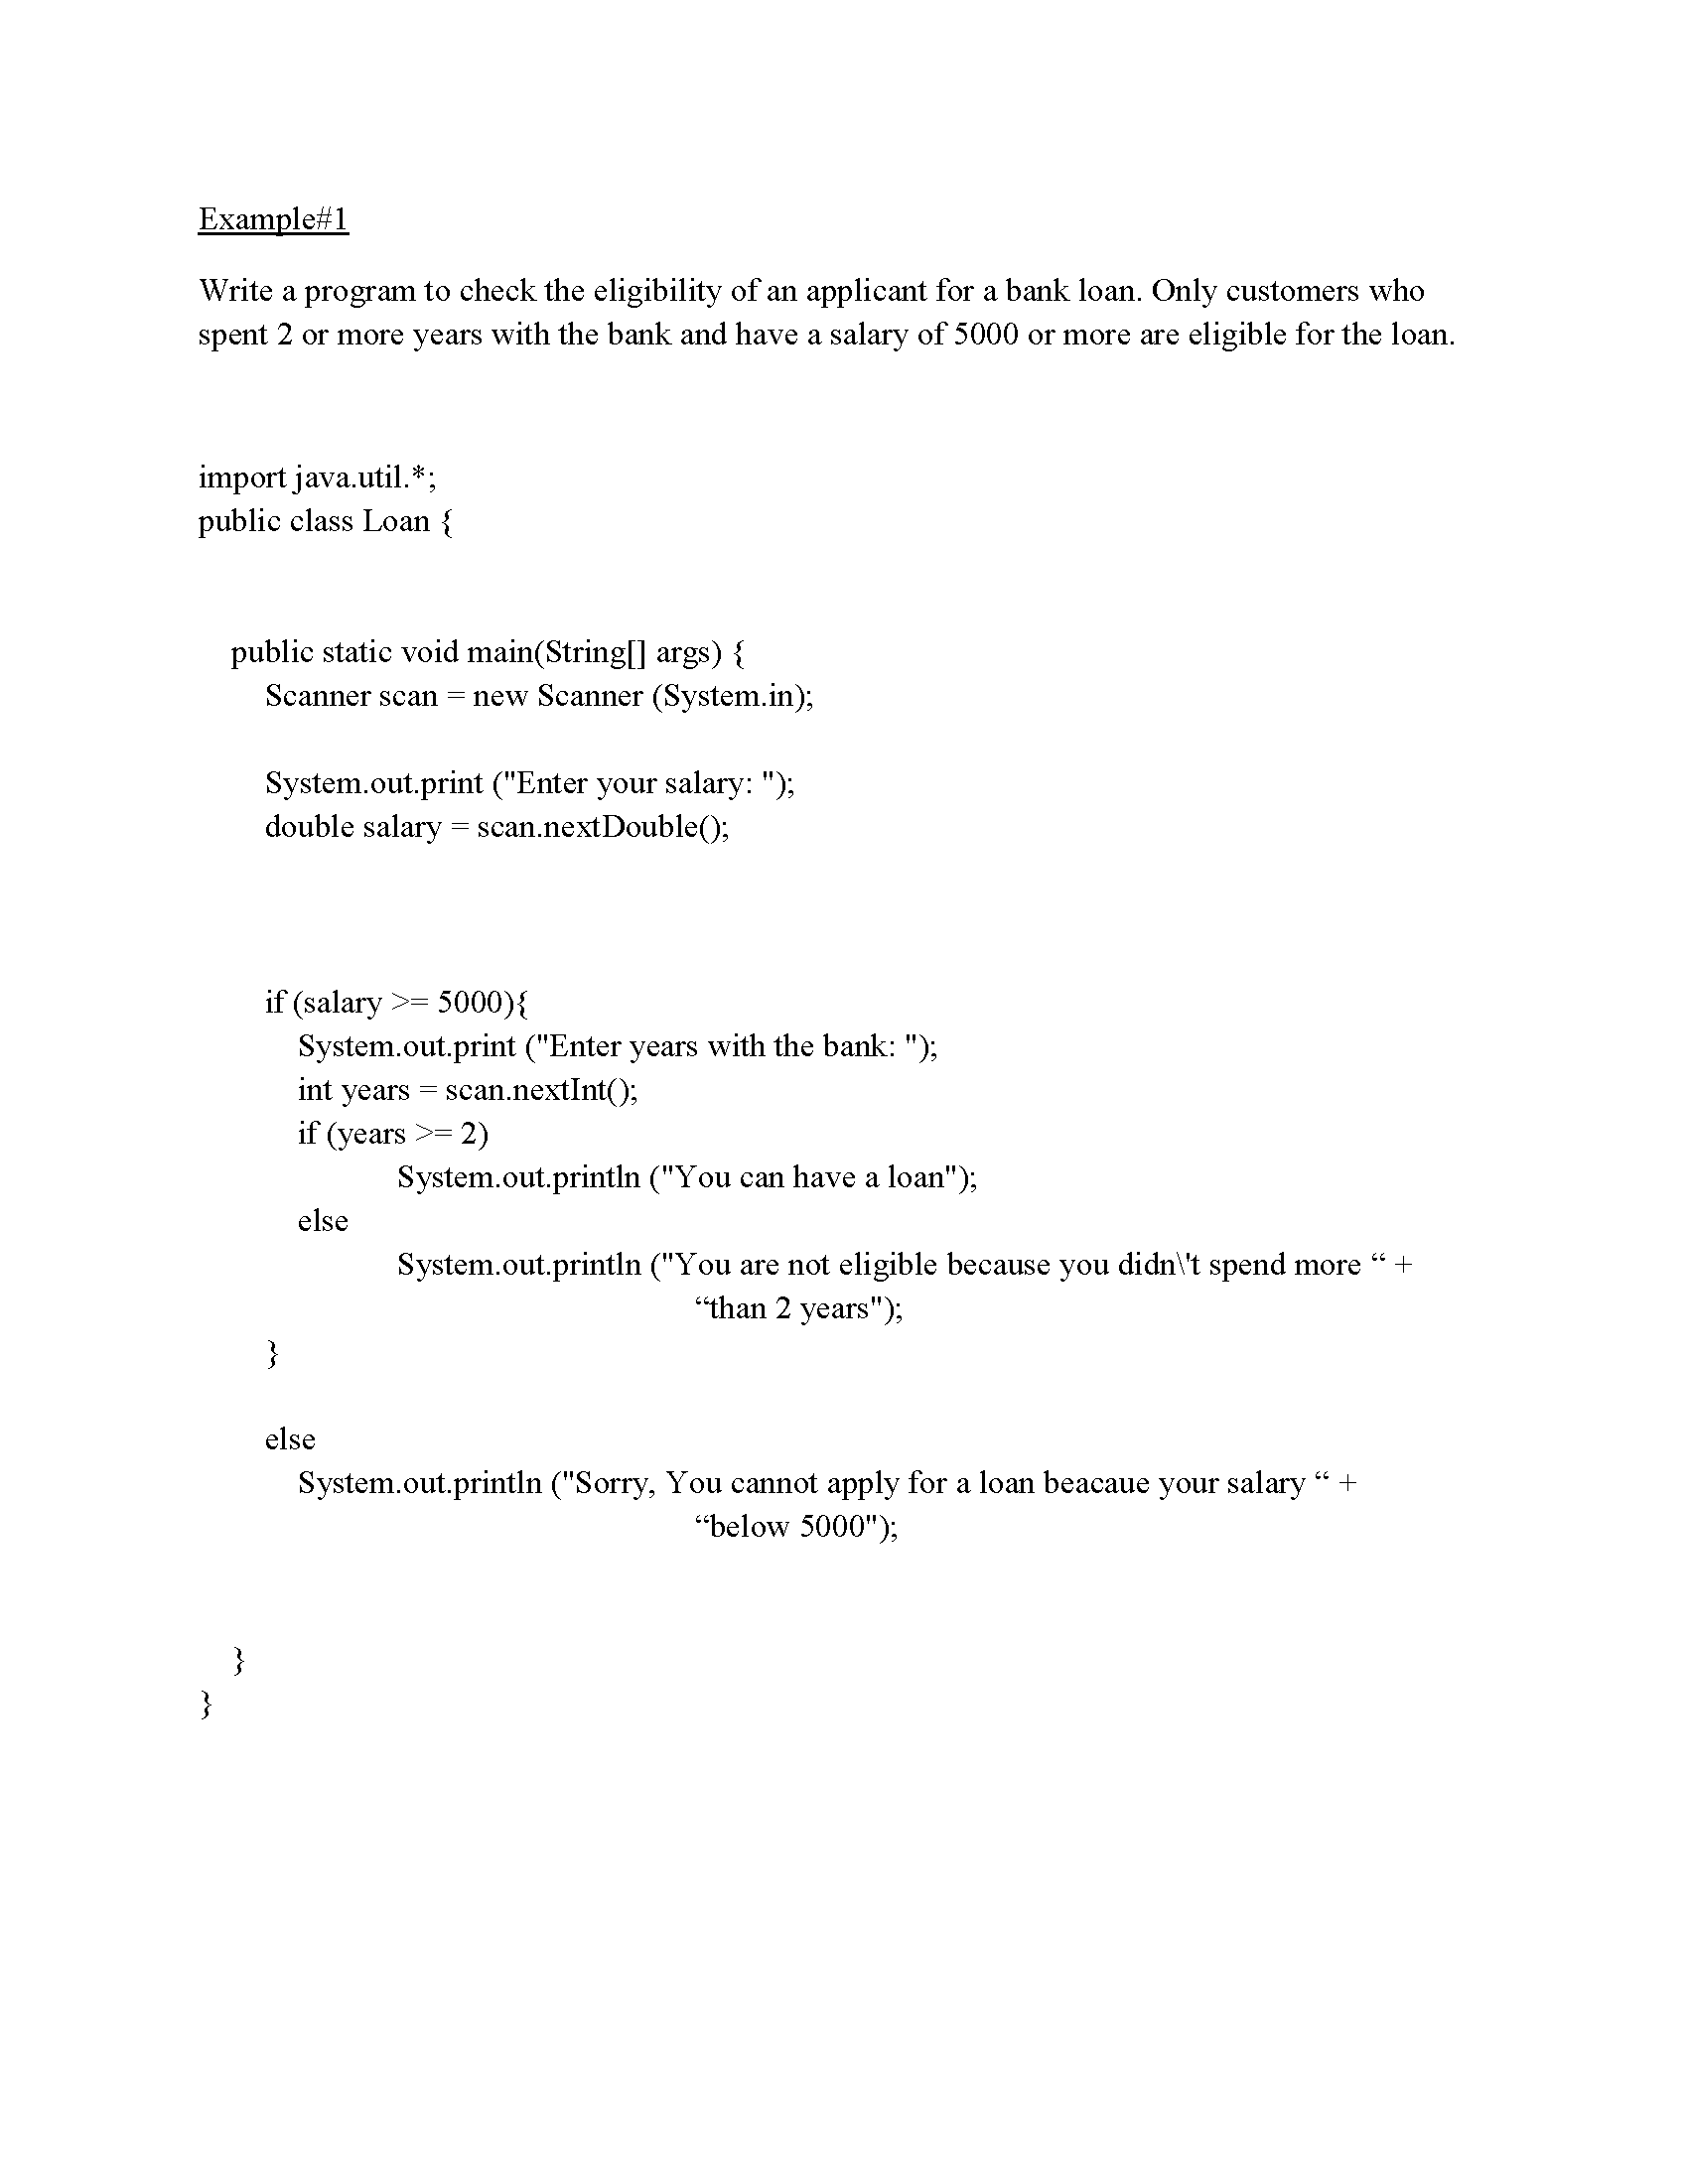 Example#1
Write a program to check the eligibility of an applicant for a bank loan. Only customers who
spent 2 or more years with the bank and have a salary of 5000 or more are eligible for the loan.
import java.util.*;
public class Loan {
public static void main(String[] args) {
Scanner scan = new Scanner (System.in);
System.out.print ("Enter your salary: ");
double salary = scan.nextDouble();
if (salary >= 5000){
System.out.print ("Enter years with the bank: ");
int years = scan.nextInt();
if (years >= 2)
System.out.println ("You can have a loan");
else
System.out.println ("You are not eligible because you didn\'t spend more “ +
“than 2 years");
}
else
System.out.println ("Sorry, You cannot apply for a loan beacaue your salary “ +
“below 5000");
}
}